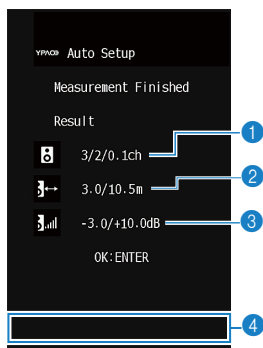 YPAO Auto Setup
Measurement Finished
Result
3/2/0.1ch
3.0/10.5m
-3.0/+10.0dB
OK:ENTER
1
2
3
4